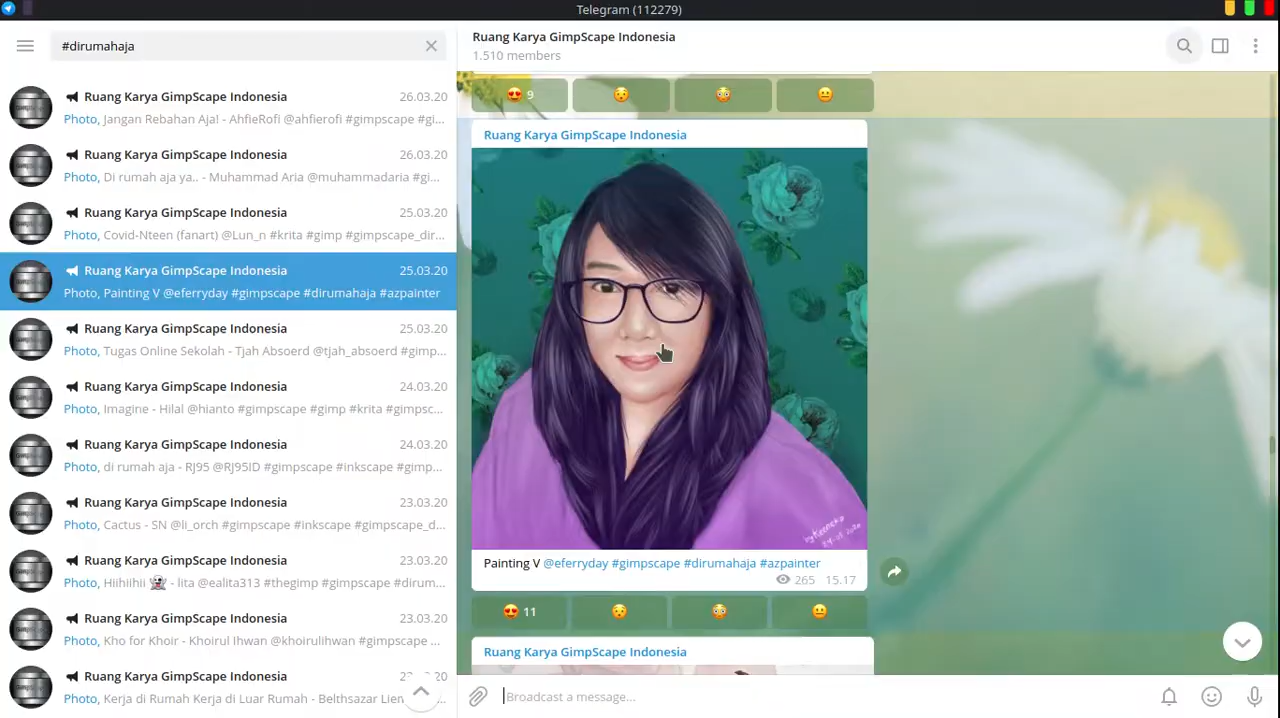 Telegram (112279)
#dirumahaja
Ruang Karya GimpScape Indonesia 26.03.20
Photo, Jangan Rebahan Aja! - AhfieRofi @ahfierofi #gimpscape #gi...
Ruang Karya GimpScape Indonesia 26.03.20
Photo, Di rumah aja ya.. - Muhammad Aria @muhammadaria #gi...
Ruang Karya GimpScape Indonesia 25.03.20
Photo, Covid-Nteen (fanart) @Lun_n #krita #gimp #gimpscape_dir...
Ruang Karya GimpScape Indonesia 25.03.20
Photo, Painting V @eferryday #gimpscape #dirumahaja #azpainter
Ruang Karya GimpScape Indonesia 25.03.20
Photo, Tugas Online Sekolah - Tjah Absoerd @tjah_absoerd #gimp...
Ruang Karya GimpScape Indonesia 24.03.20
Photo, Imagine - Hilal @hianto #gimpscape #gimp #krita #gimpsc...
Ruang Karya GimpScape Indonesia 24.03.20
Photo, di rumah aja - RJ95 @RJ95ID #gimpscape #inkscape #gimp...
Ruang Karya GimpScape Indonesia 23.03.20
Photo, Cactus - SN @li_orch #gimpscape #inkscape #gimpscape_d...
Ruang Karya GimpScape Indonesia 23.03.20
Photo, Hiihiihii 👻 - lita @ealita313 #thegimp #gimpscape #dirum...
Ruang Karya GimpScape Indonesia 23.03.20
Photo, Kho for Khoir - Khoirul Ihwan @khoirulihwan #gimpscape ...
Ruang Karya GimpScape Indonesia
Photo, Kerja di Rumah Kerja di Luar Rumah - Belthsazar Lien...
Ruang Karya GimpScape Indonesia
1.510 members
9
Ruang Karya GimpScape Indonesia
Painting V @eferryday #gimpscape #dirumahaja #azpainter
265 15.17
11
Ruang Karya GimpScape Indonesia
Broadcast a message...